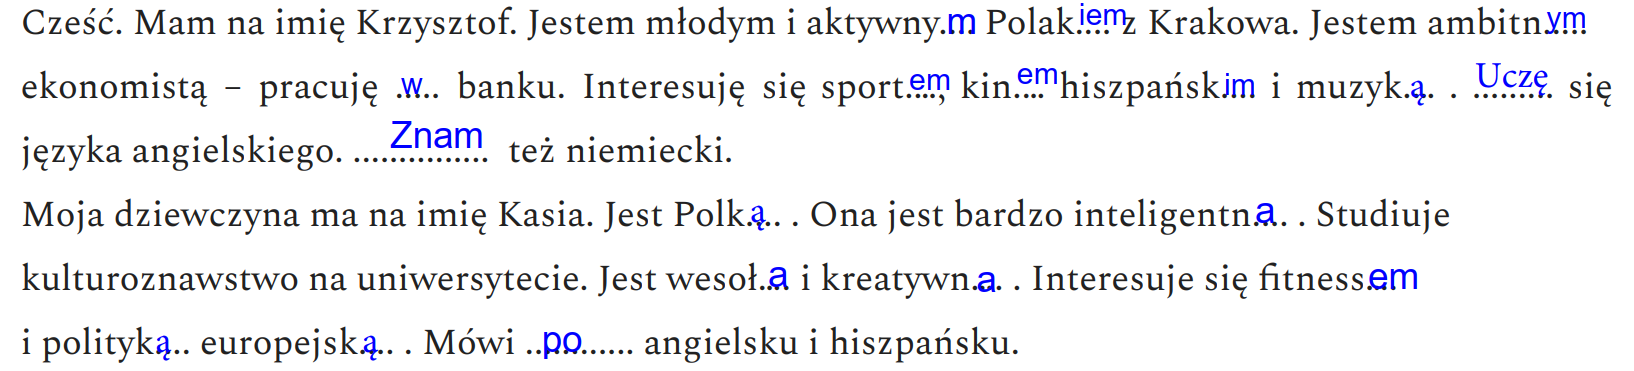 Cześć. Mam na imię Krzysztof. Jestem młodym i aktywny.m Polakiem z Krakowa. Jestem ambitnym
ekonomistą – pracuję w banku. Interesuję się sportem, kinem hiszpańskim i muzyką . Uczę się
języka angielskiego. Znam też niemiecki.
Moja dziewczyna ma na imię Kasia. Jest Polką . Ona jest bardzo inteligentna . Studiuje
kulturoznawstwo na uniwersytecie. Jest wesoła i kreatywna . Interesuje się fitnessem
i polityką europejską . Mówi po angielsku i hiszpańsku.